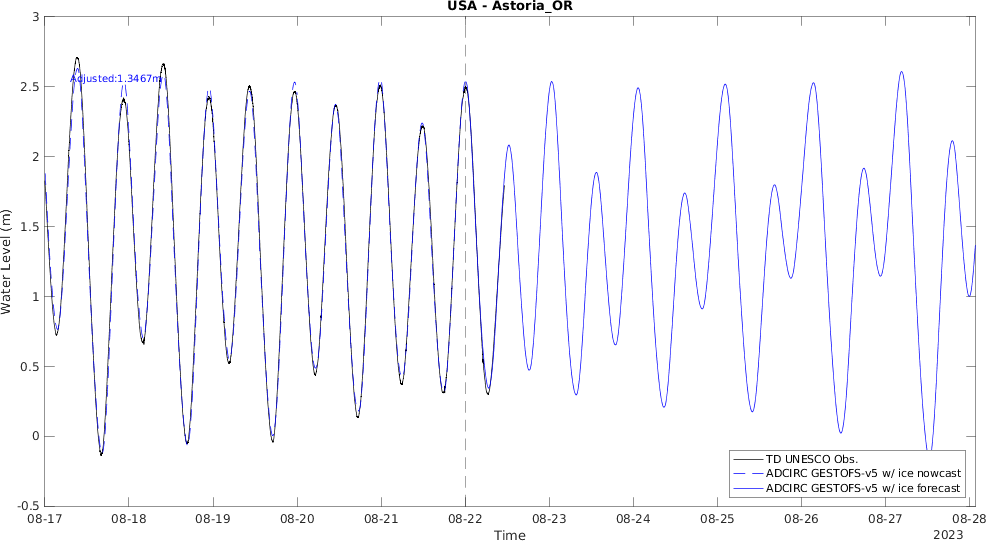 USA - Astoria_OR
3
2.5
2
1.5
1
0.5
0
-0.5
Water Level (m)
Adjusted:1.3467m
TD UNESCO Obs.
ADCIRC GESTOFS-v5 w/ ice nowcast
ADCIRC GESTOFS-v5 w/ ice forecast
08-17 08-18 08-19 08-20 08-21 08-22 08-23 08-24 08-25 08-26 08-27 08-28
Time
2023